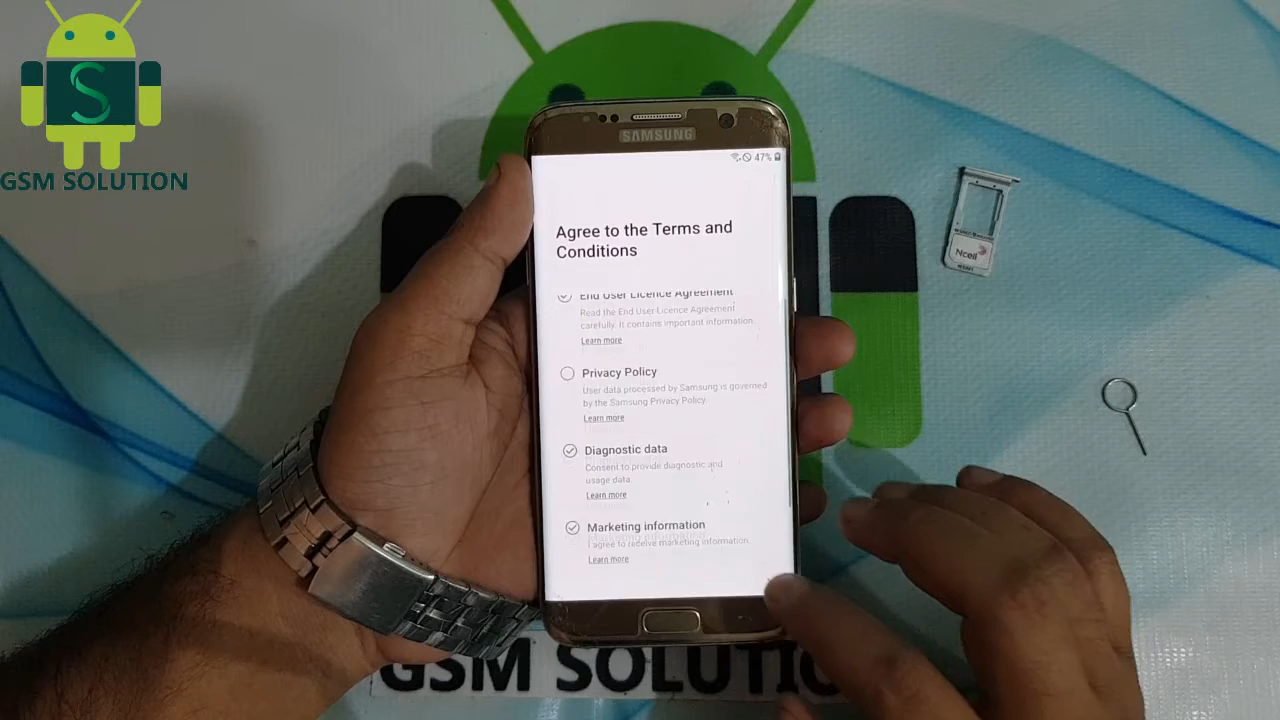 S
GSM SOLUTION
SAMSUNG
47%
Agree to the Terms and
Conditions
End User Licence Agreement
Read the End User Licence Agreement
carefully. It contains important information.
Learn more
Privacy Policy
User data processed by Samsung is governed
by the Samsung Privacy Policy
Learn more
Diagnostic data
Consent to provide diagnostic and
usage data.
Learn more
Marketing information
I agree to receive marketing information.
Learn more
Ncell
GSM SOLUTIO